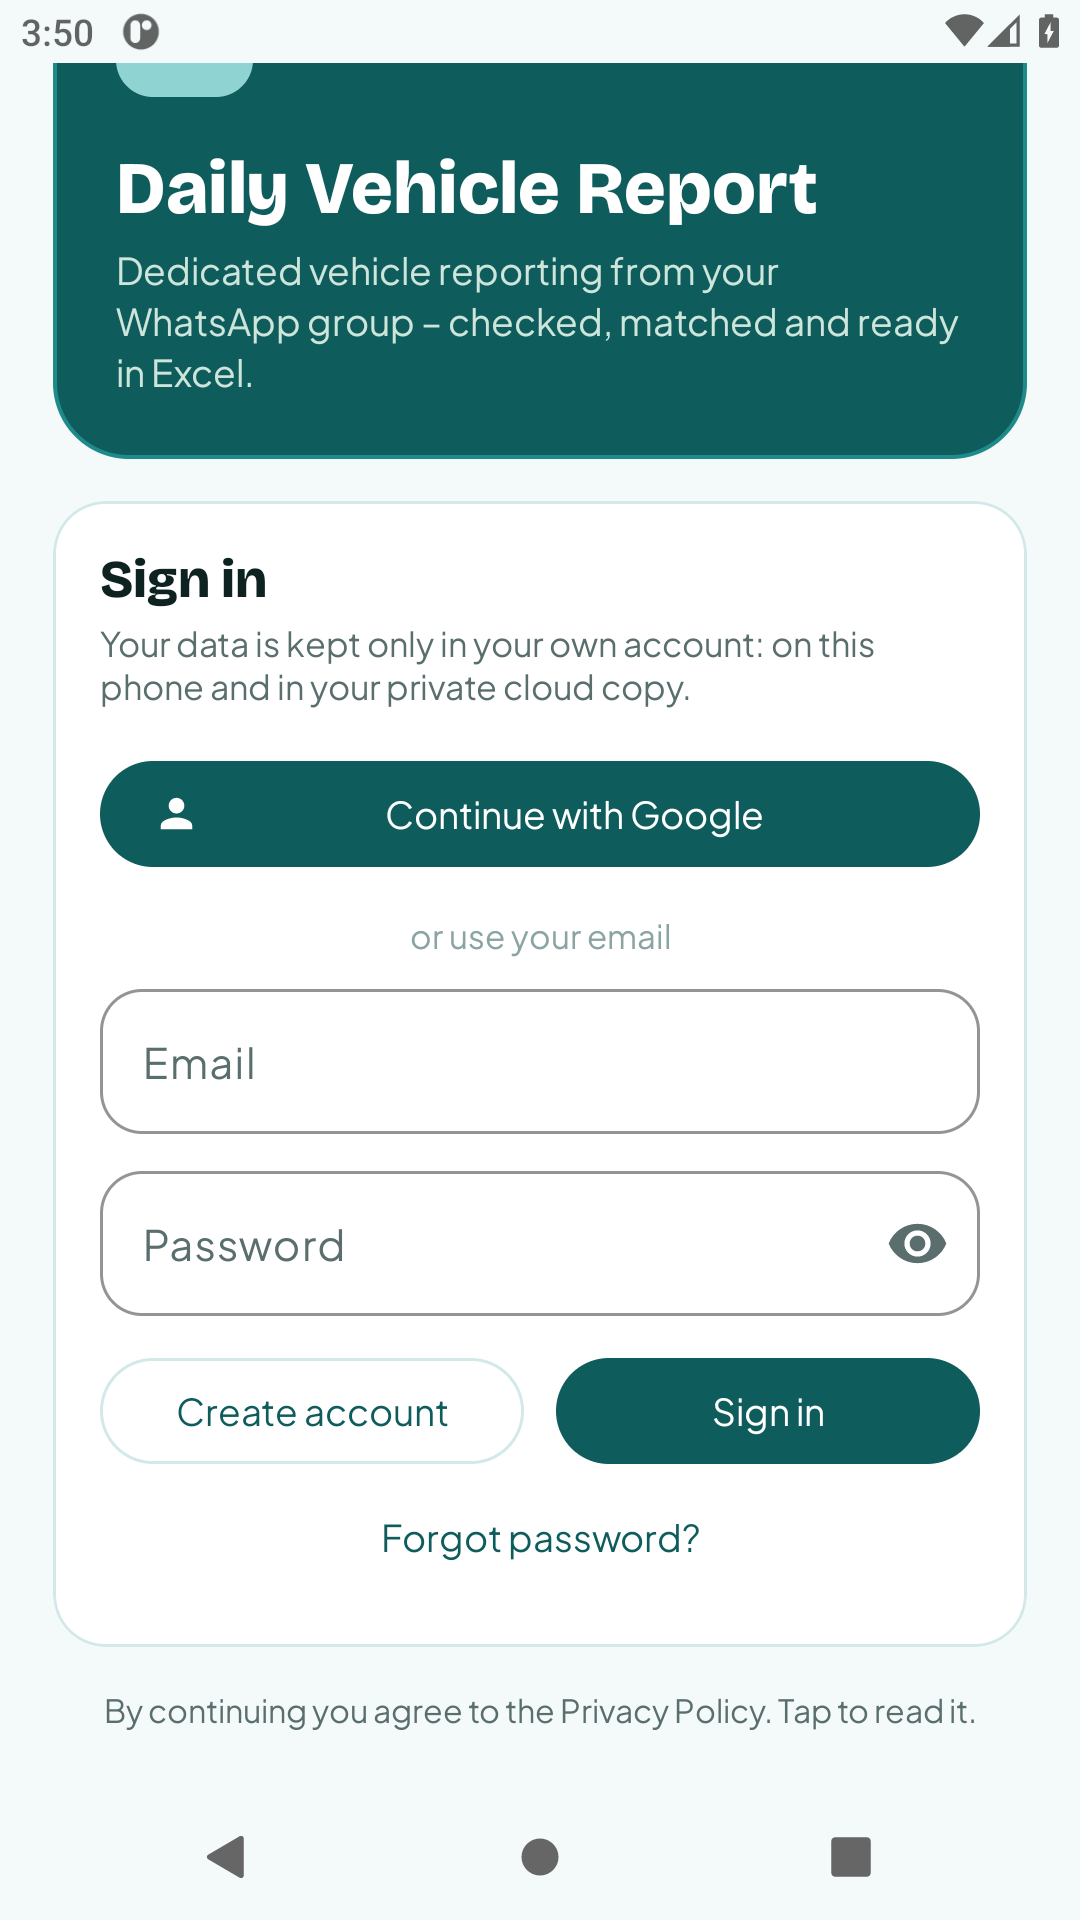 3:50
Daily Vehicle Report
Dedicated vehicle reporting from your
WhatsApp group – checked, matched and ready
in Excel.
Sign in
Your data is kept only in your own account: on this
phone and in your private cloud copy.
Continue with Google
or use your email
Email
Password
Create account
Sign in
Forgot password?
By continuing you agree to the Privacy Policy. Tap to read it.